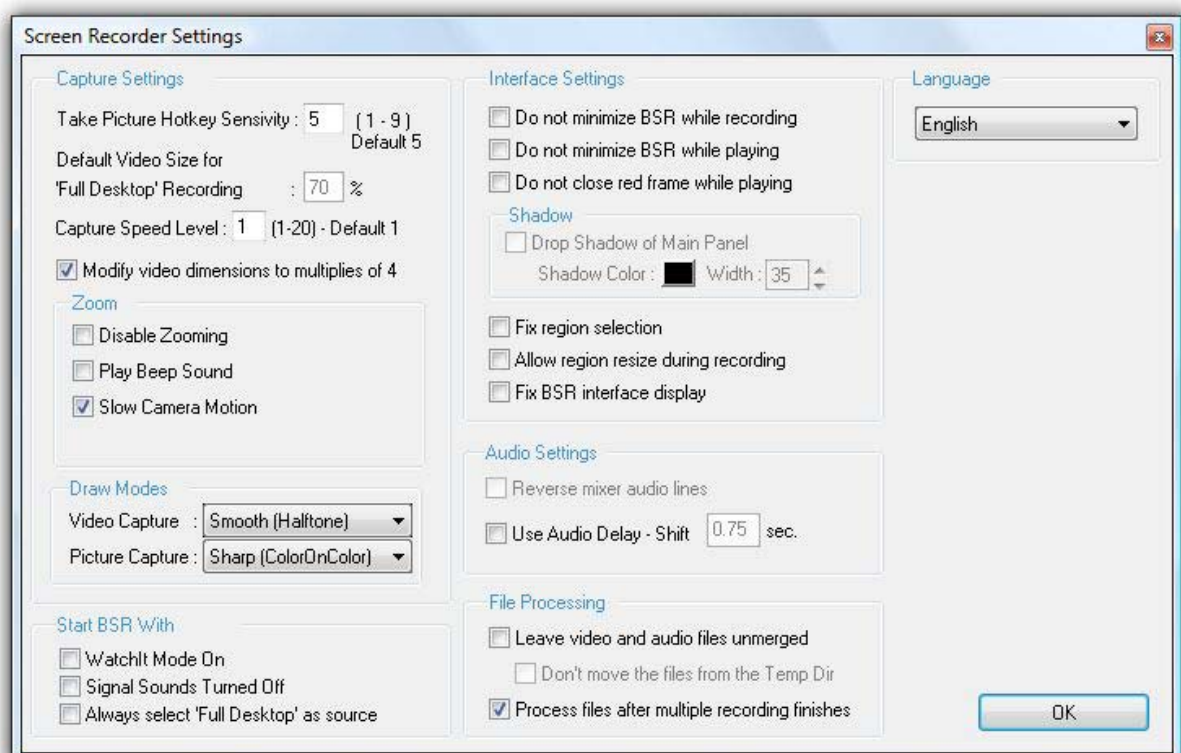 Screen Recorder Settings
Capture Settings
Take Picture Hotkey Sensivity : 5 ( 1 - 9 )
Default 5
Default Video Size for
'Full Desktop' Recording : 70 %
Capture Speed Level : 1 (1-20) - Default 1
Modify video dimensions to multiplies of 4
Zoom
Disable Zooming
Play Beep Sound
Slow Camera Motion
Draw Modes
Video Capture : Smooth (Halftone)
Picture Capture : Sharp (ColorOnColor)
Start BSR With
WatchIt Mode On
Signal Sounds Turned Off
Always select 'Full Desktop' as source
Interface Settings
Do not minimize BSR while recording
Do not minimize BSR while playing
Do not close red frame while playing
Shadow
Drop Shadow of Main Panel
Shadow Color : Width : 35
Fix region selection
Allow region resize during recording
Fix BSR interface display
Audio Settings
Reverse mixer audio lines
Use Audio Delay - Shift 0.75 sec.
File Processing
Leave video and audio files unmerged
Don't move the files from the Temp Dir
Process files after multiple recording finishes
Language
English
OK